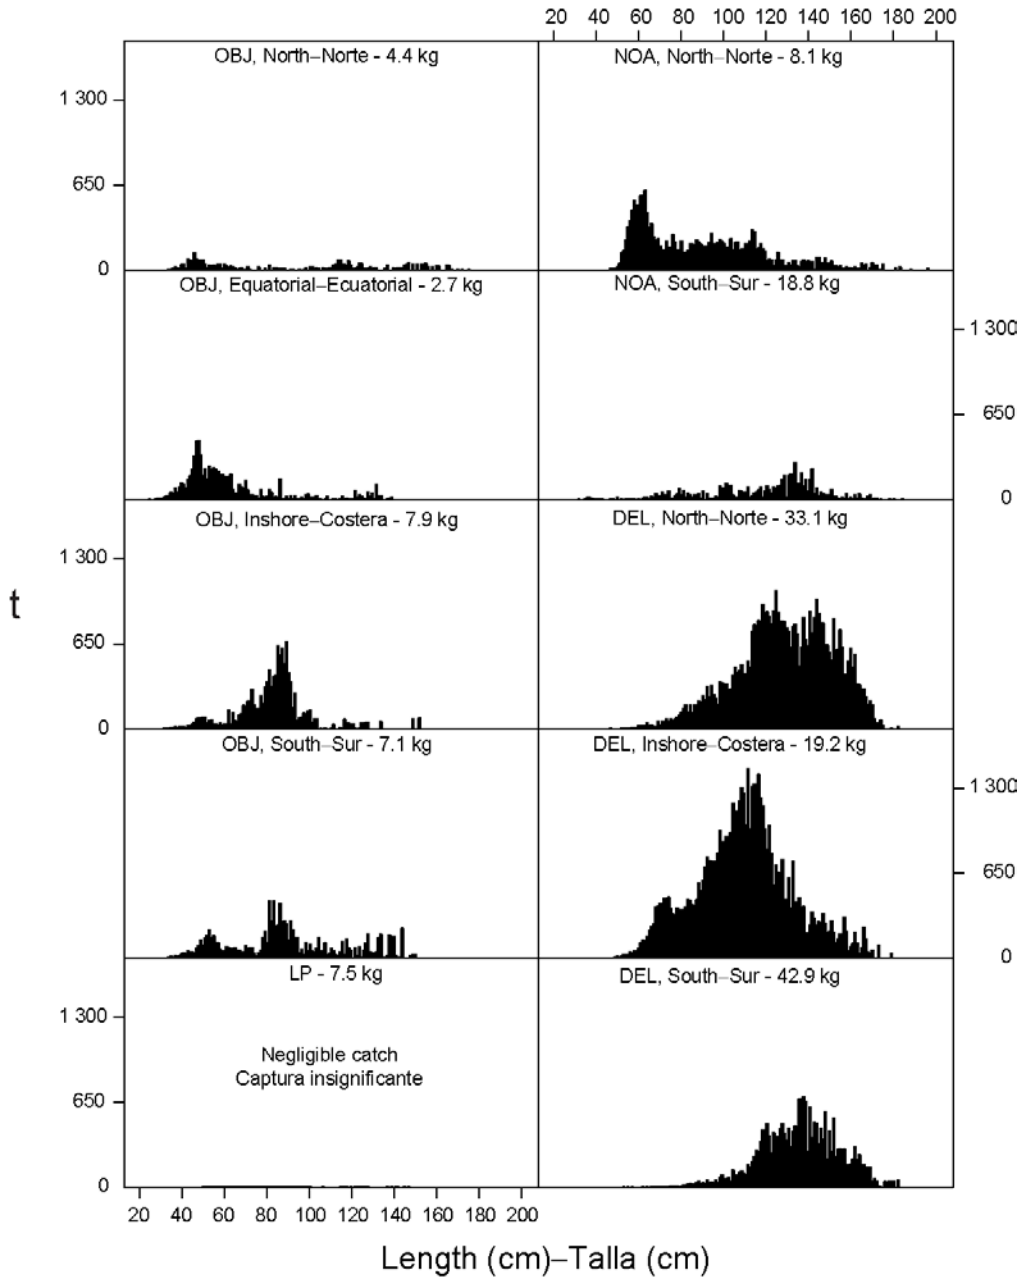 20 40 60 80 100 120 140 160 180 200
OBJ, North–Norte - 4.4 kg
NOA, North–Norte - 8.1 kg
1 300
650
0
OBJ, Equatorial–Ecuatorial - 2.7 kg
NOA, South–Sur - 18.8 kg
1 300
650
0
OBJ, Inshore–Costera - 7.9 kg
DEL, North–Norte - 33.1 kg
1 300
t
650
0
OBJ, South–Sur - 7.1 kg
DEL, Inshore–Costera - 19.2 kg
1 300
650
0
LP - 7.5 kg
DEL, South–Sur - 42.9 kg
1 300
Negligible catch
Captura insignificante
650
0
20 40 60 80 100 120 140 160 180 200
Length (cm)–Talla (cm)